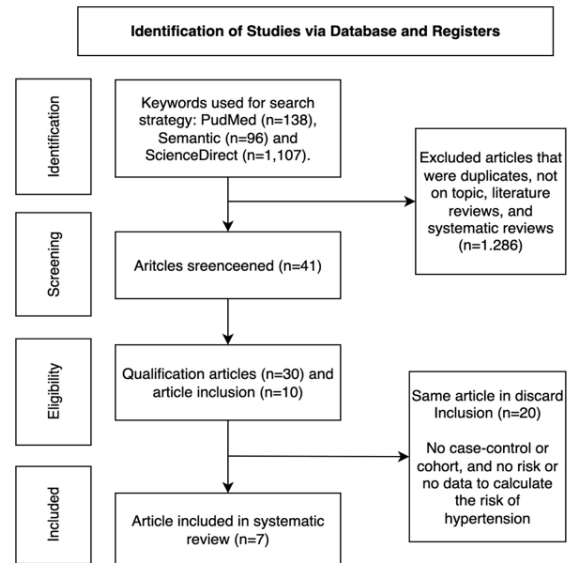 Identification of Studies via Database and Registers
Identification
Keywords used for search
strategy: PudMed (n=138),
Semantic (n=96) and
ScienceDirect (n=1,107).
Excluded articles that
were duplicates, not
on topic, literature
reviews, and
systematic reviews
(n=1.286)
Screening
Aritcles sreenceened (n=41)
Eligibility
Qualification articles (n=30) and
article inclusion (n=10)
Same article in discard
Inclusion (n=20)
No case-control or
cohort, and no risk or
no data to calculate
the risk of
hypertension
Included
Article included in systematic
review (n=7)